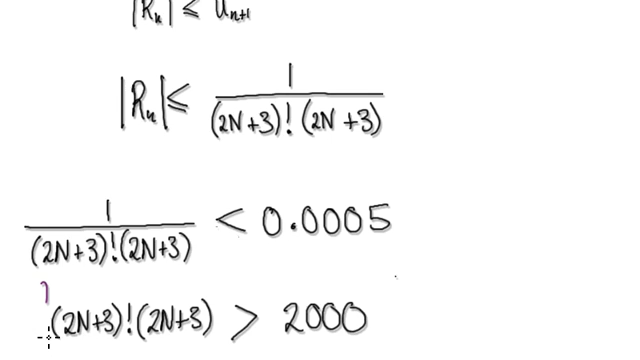 |Rₙ| ≤ Uₙ₊₁
|Rₙ| ≤ 1/((2N+3)!(2N+3))
1/((2N+3)!(2N+3)) < 0.0005
(2N+3)!(2N+3) > 2000